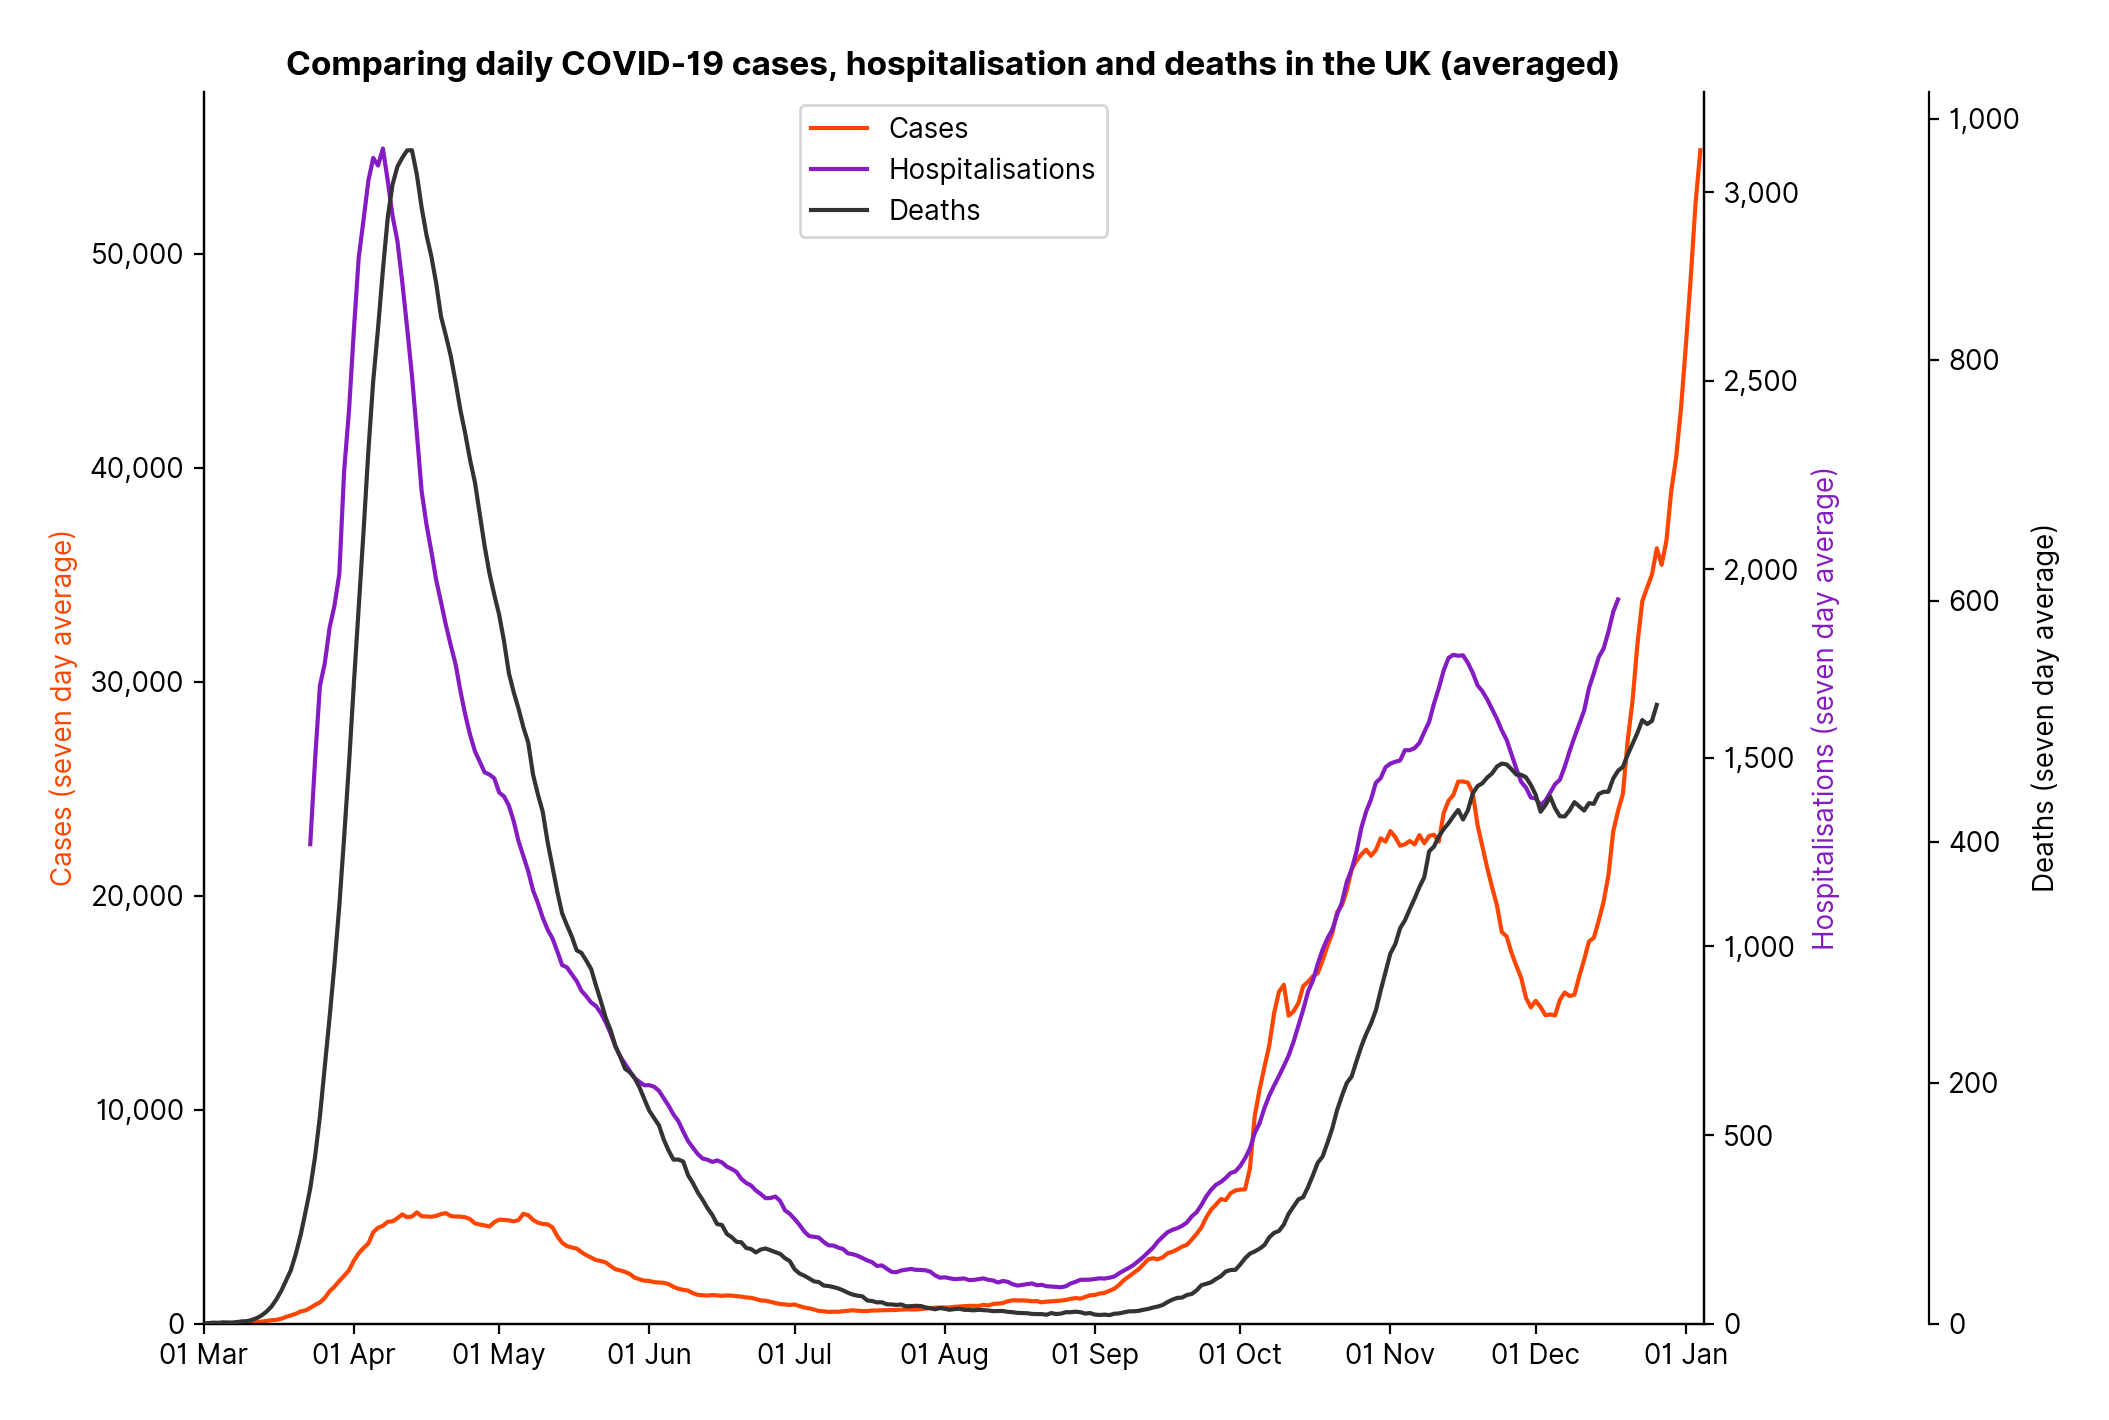 Comparing daily COVID-19 cases, hospitalisation and deaths in the UK (averaged)
Cases
Hospitalisations
Deaths
Cases (seven day average)
50,000
40,000
30,000
20,000
10,000
0
3,000
2,500
2,000
1,500
1,000
500
0
Hospitalisations (seven day average)
1,000
800
600
400
200
0
Deaths (seven day average)
01 Mar
01 Apr
01 May
01 Jun
01 Jul
01 Aug
01 Sep
01 Oct
01 Nov
01 Dec
01 Jan